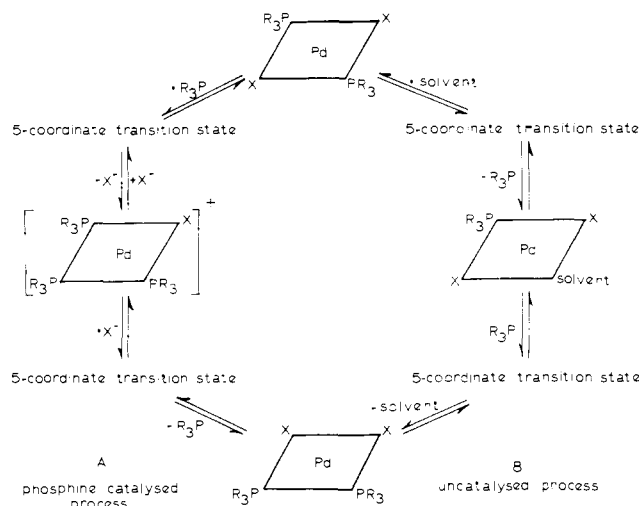 R₃P X
Pd
X PR₃
·R₃P · solvent
5-coordinate transition state 5-coordinate transition state
-X⁻ +X⁻ -R₃P
R₃P X + R₃P X
Pd Pd
R₃P PR₃ X solvent
·X⁻ R₃P
5-coordinate transition state 5-coordinate transition state
-R₃P -solvent
X X
Pd
R₃P PR₃
A B
phosphine catalysed uncatalysed process
process